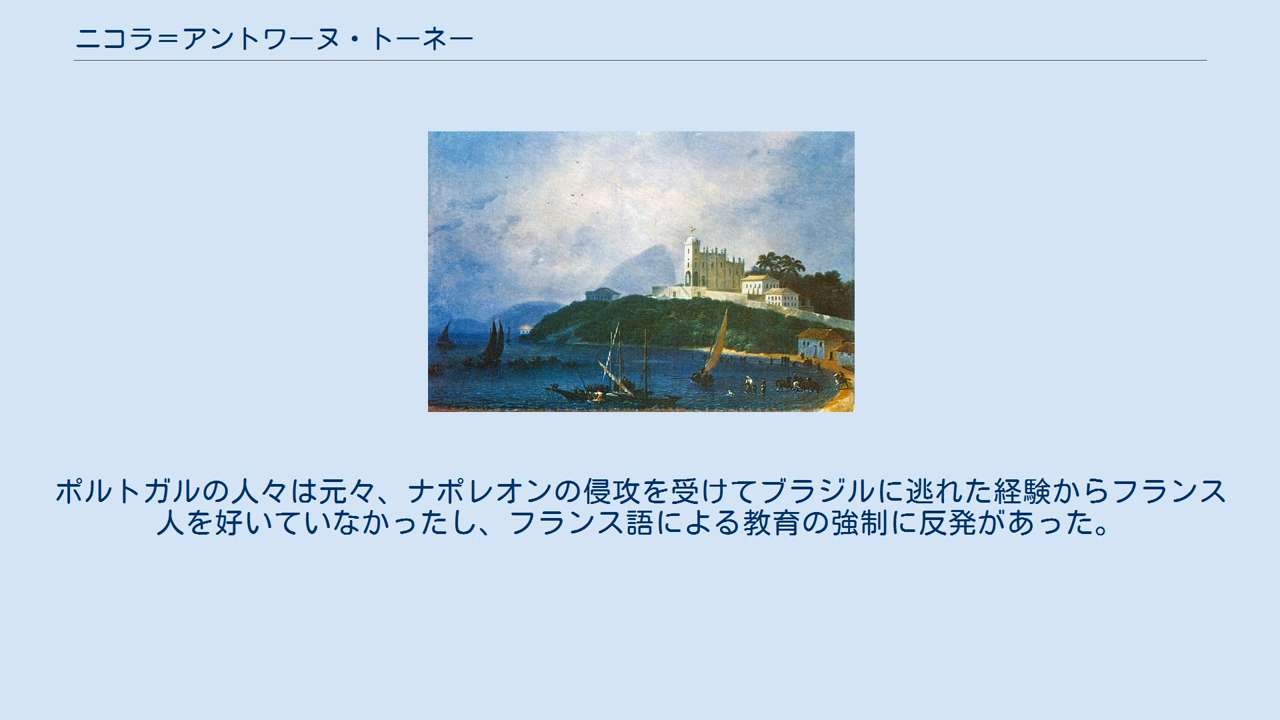 ニコラ＝アントワーヌ・トーネー
ポルトガルの人々は元々、ナポレオンの侵攻を受けてブラジルに逃れた経験からフランス
人を好いていなかったし、フランス語による教育の強制に反発があった。